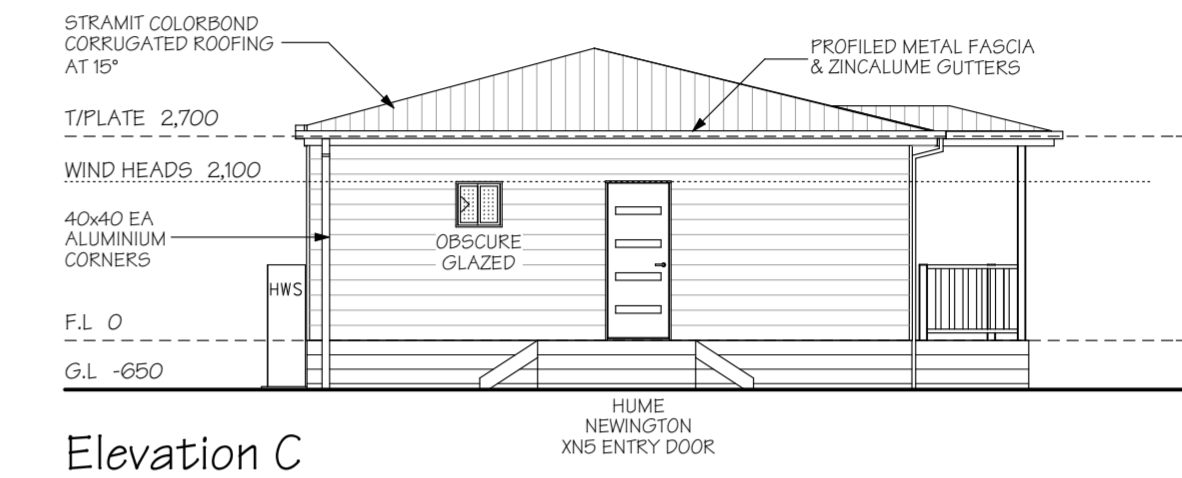 STRAMIT COLORBOND
CORRUGATED ROOFING
AT 15°
PROFILED METAL FASCIA
& ZINCALUME GUTTERS
T/PLATE 2,700
WIND HEADS 2,100
40x40 EA
ALUMINIUM
CORNERS
OBSCURE
GLAZED
HWS
F.L 0
G.L -650
HUME
NEWINGTON
XN5 ENTRY DOOR
Elevation C